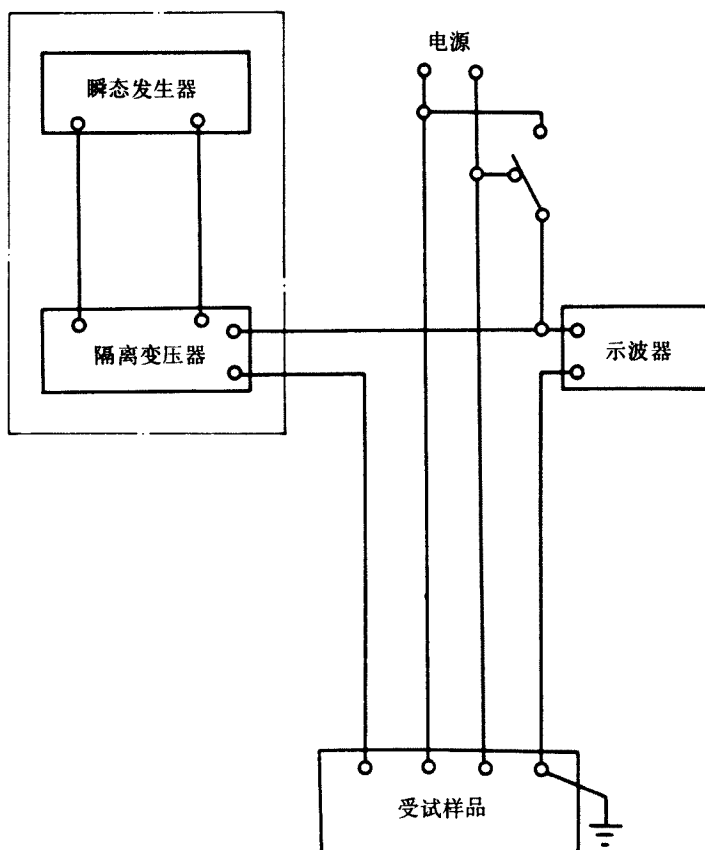 电源
瞬态发生器
隔离变压器
示波器
受试样品